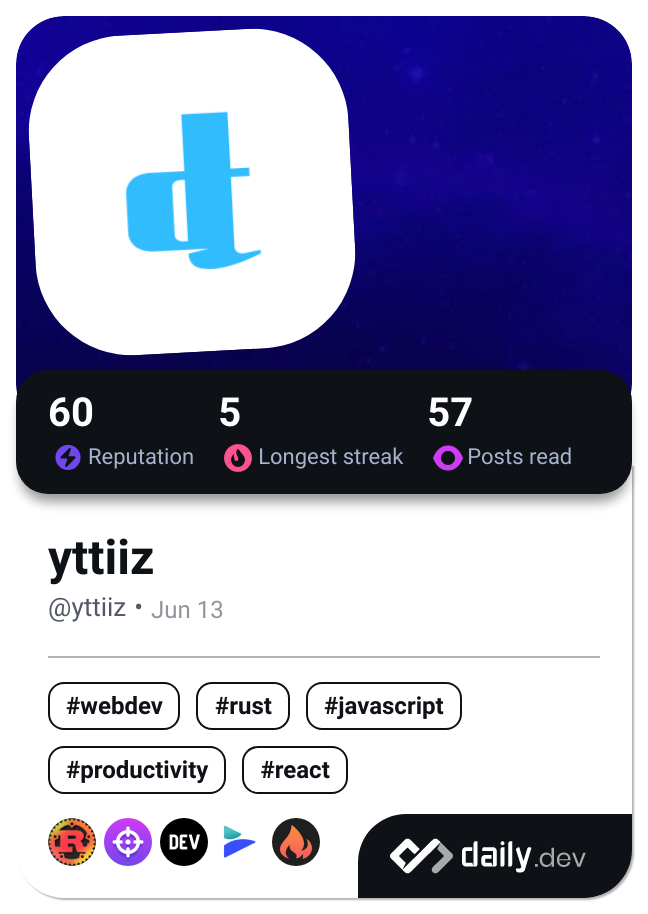 d
60 5 57
Reputation Longest streak Posts read
yttiiz
@yttiiz • Jun 13
#webdev #rust #javascript
#productivity #react
R DEV daily.dev